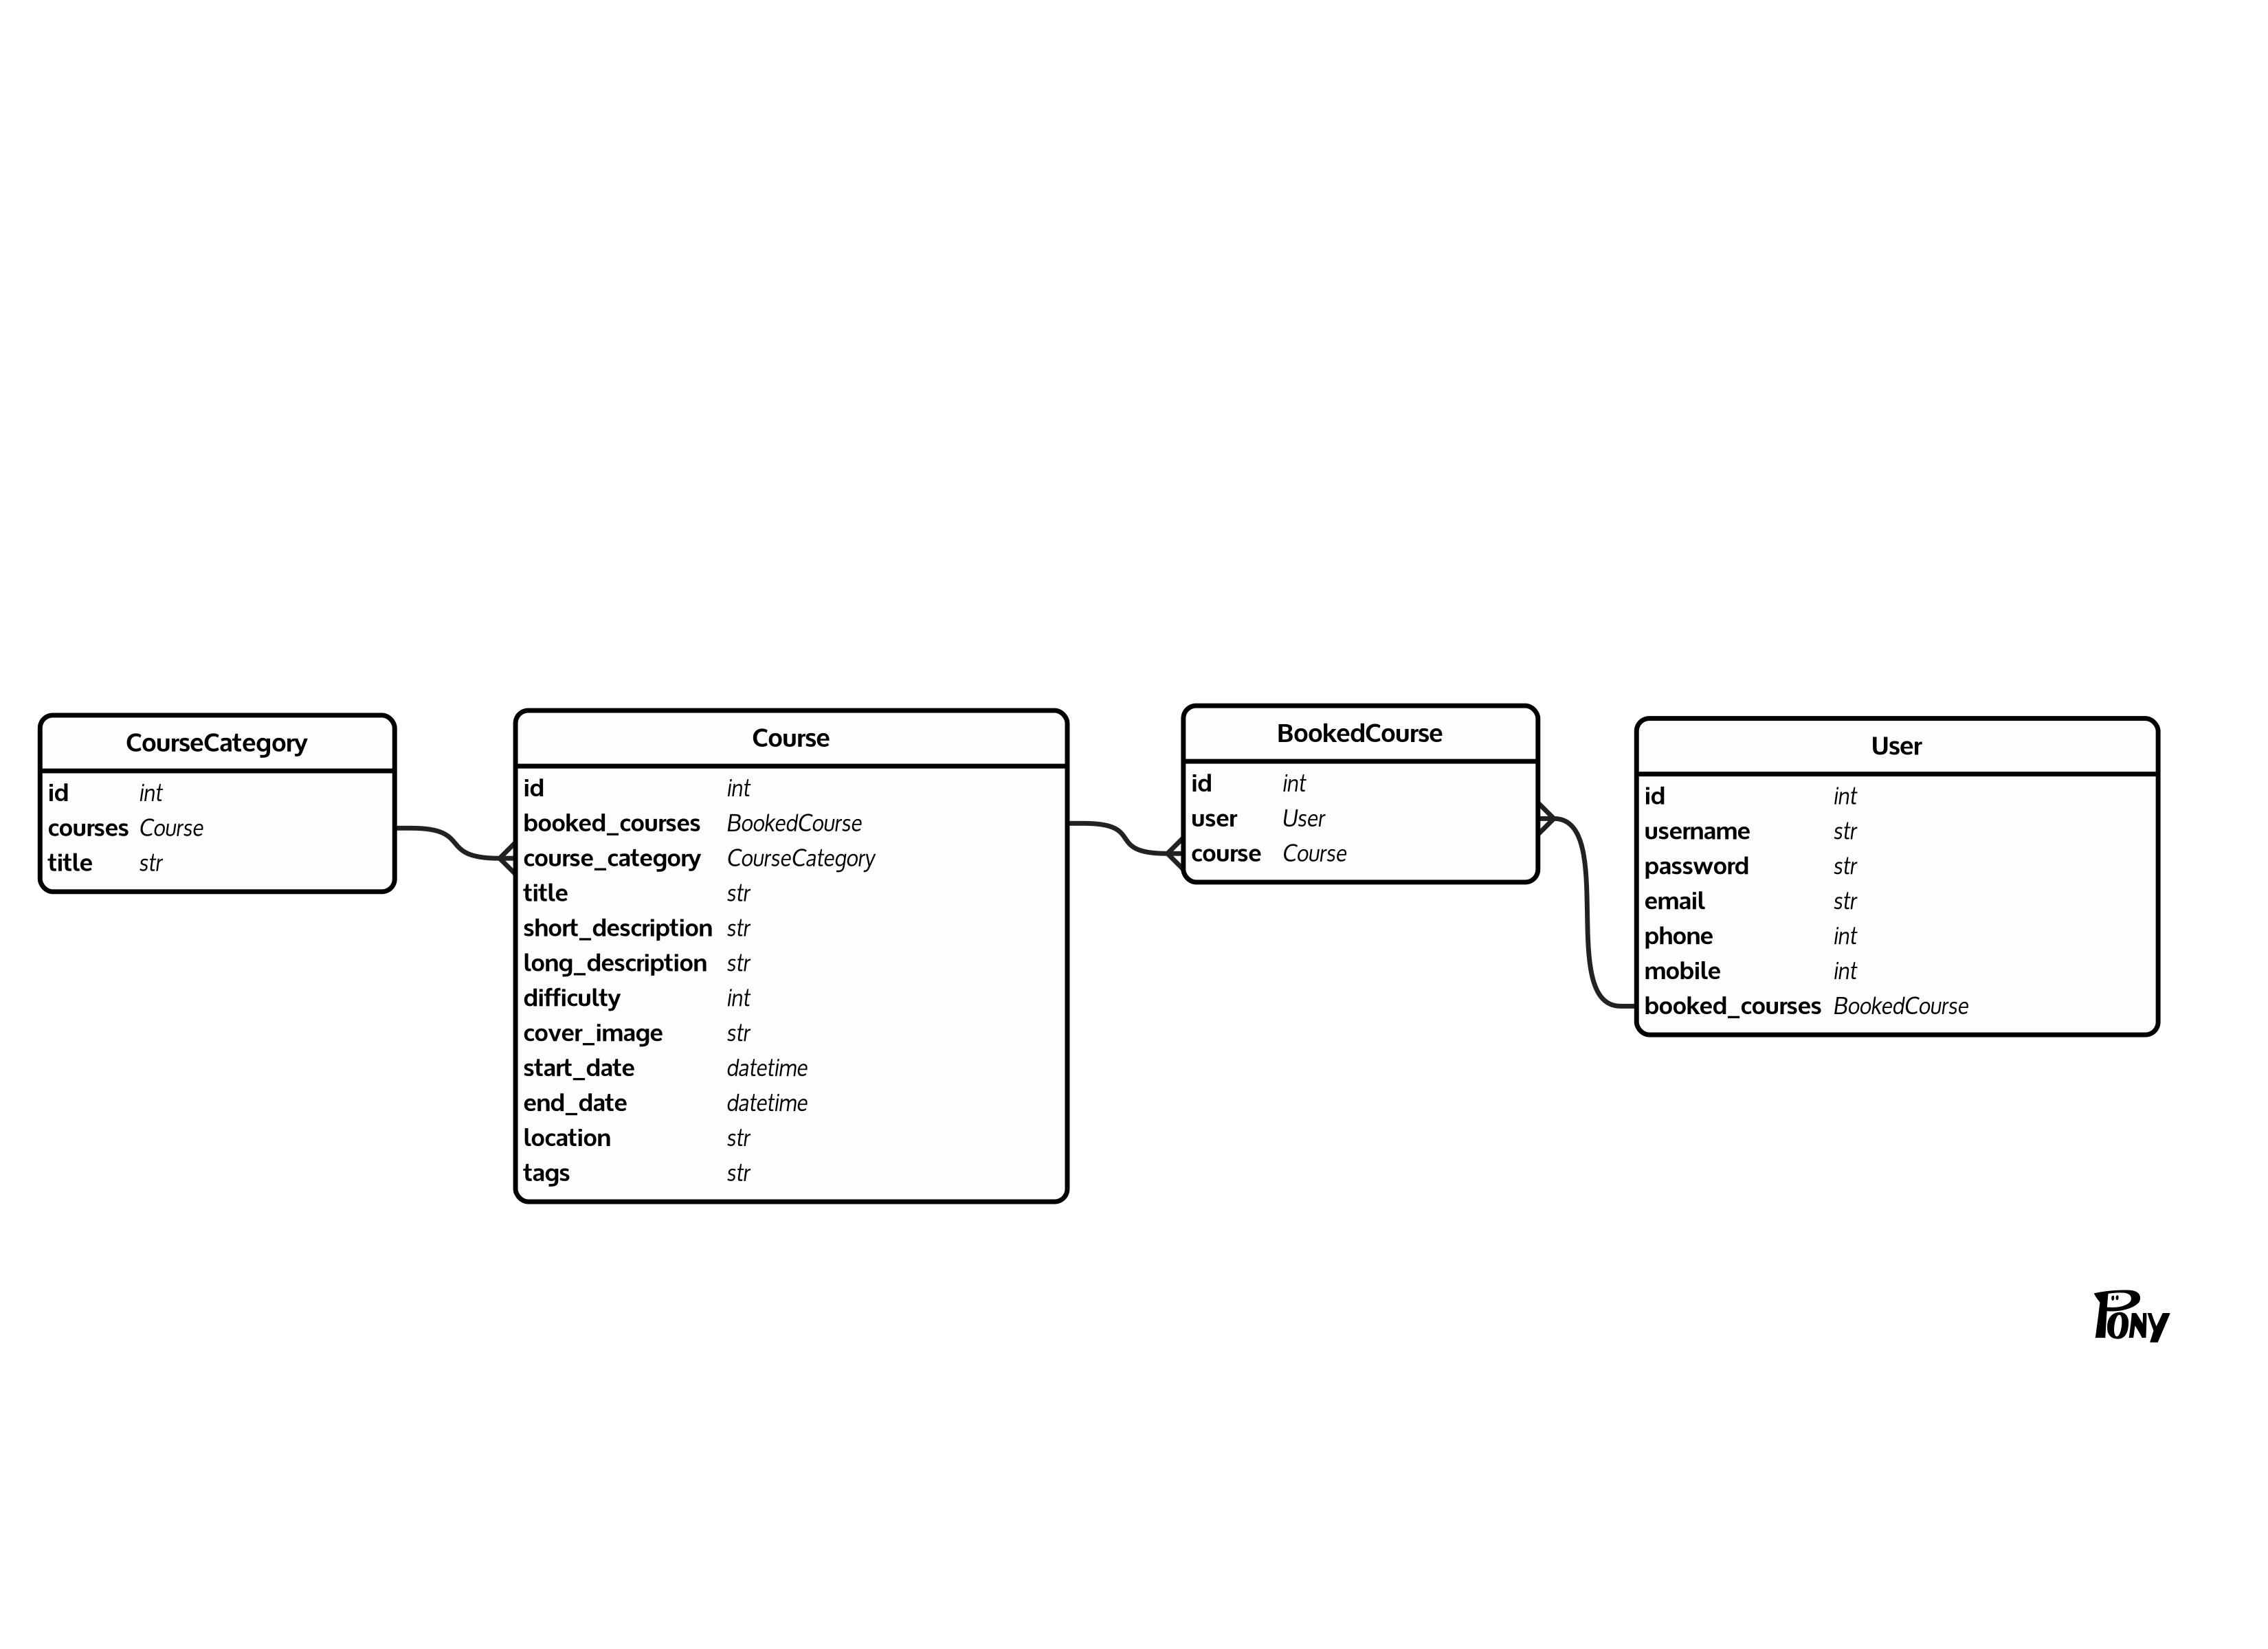 CourseCategory
id int
courses Course
title str
Course
id int
booked_courses BookedCourse
course_category CourseCategory
title str
short_description str
long_description str
difficulty int
cover_image str
start_date datetime
end_date datetime
location str
tags str
BookedCourse
id int
user User
course Course
User
id int
username str
password str
email str
phone int
mobile int
booked_courses BookedCourse
PONY